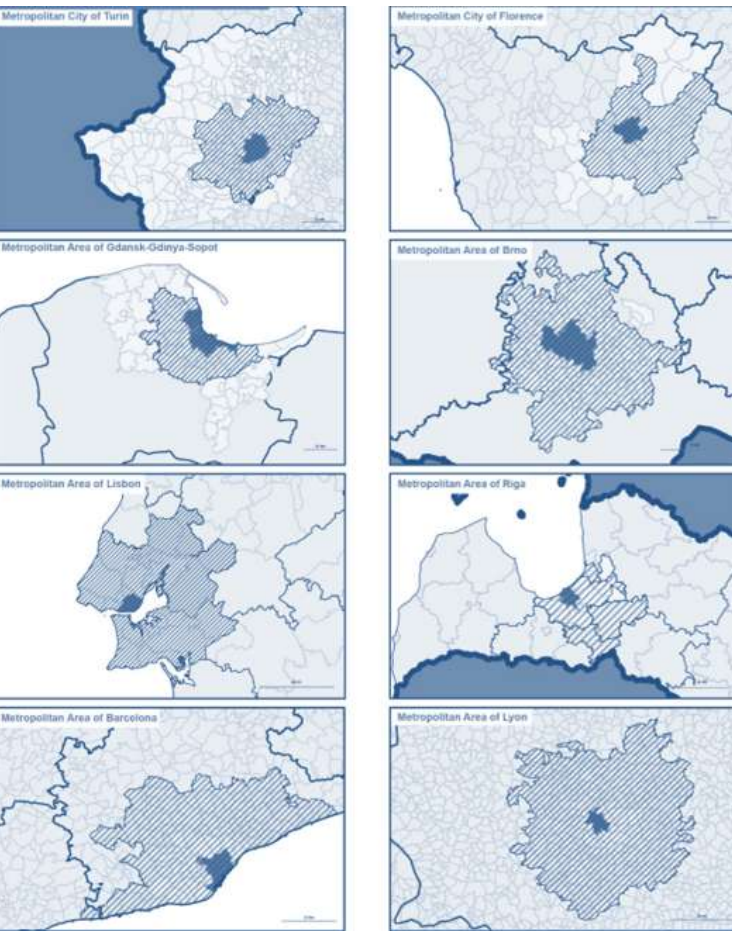 Metropolitan City of Turin
Metropolitan City of Florence
Metropolitan Area of Gdansk-Gdinya-Sopot
Metropolitan Area of Brno
Metropolitan Area of Lisbon
Metropolitan Area of Riga
Metropolitan Area of Barcelona
Metropolitan Area of Lyon